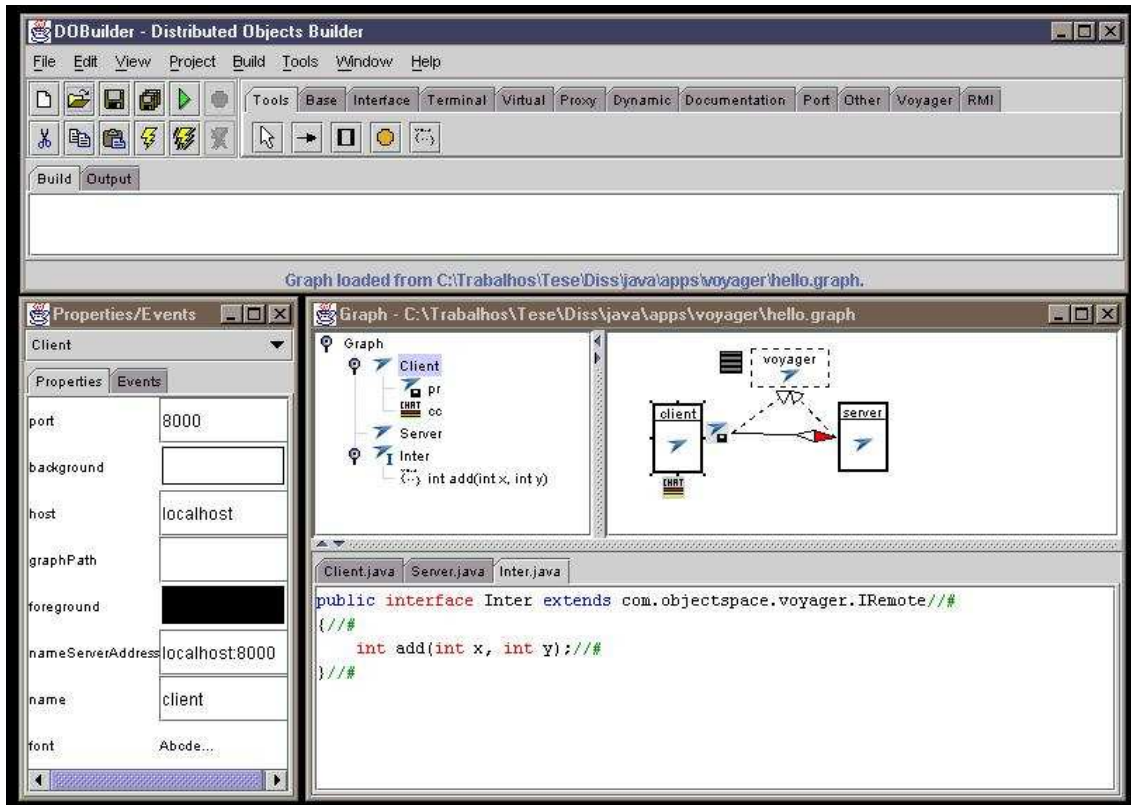 DOBuilder - Distributed Objects Builder
File Edit View Project Build Tools Window Help
Tools Base Interface Terminal Virtual Proxy Dynamic Documentation Port Other Voyager RMI
Build Output
Graph loaded from C:\Trabalhos\Tese\Diss\java\apps\voyager\hello.graph.
Properties/Events
Client
Properties Events
port 8000
background
host localhost
graphPath
foreground
nameServerAddress localhost:8000
name client
font Abcde...
Graph - C:\Trabalhos\Tese\Diss\java\apps\voyager\hello.graph
Graph
Client
pr
CHAT cc
Server
I Inter
{...} int add(int x, int y)
voyager
client
server
CHAT
Client.java Server.java Inter.java
public interface Inter extends com.objectspace.voyager.IRemote//#
{//#
int add(int x, int y);//#
}//#